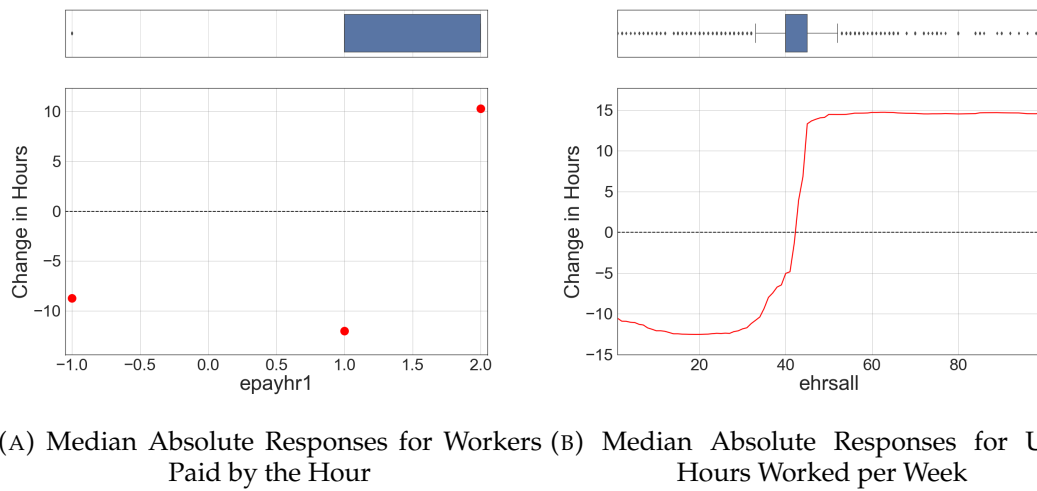 10
5
0
−5
−10
Change in Hours
−1.0 −0.5 0.0 0.5 1.0 1.5 2.0
epayhr1
15
10
5
0
−5
−10
−15
Change in Hours
20 40 60 80
ehrsall
(A) Median Absolute Responses for Workers
Paid by the Hour
(B) Median Absolute Responses for
Hours Worked per Week